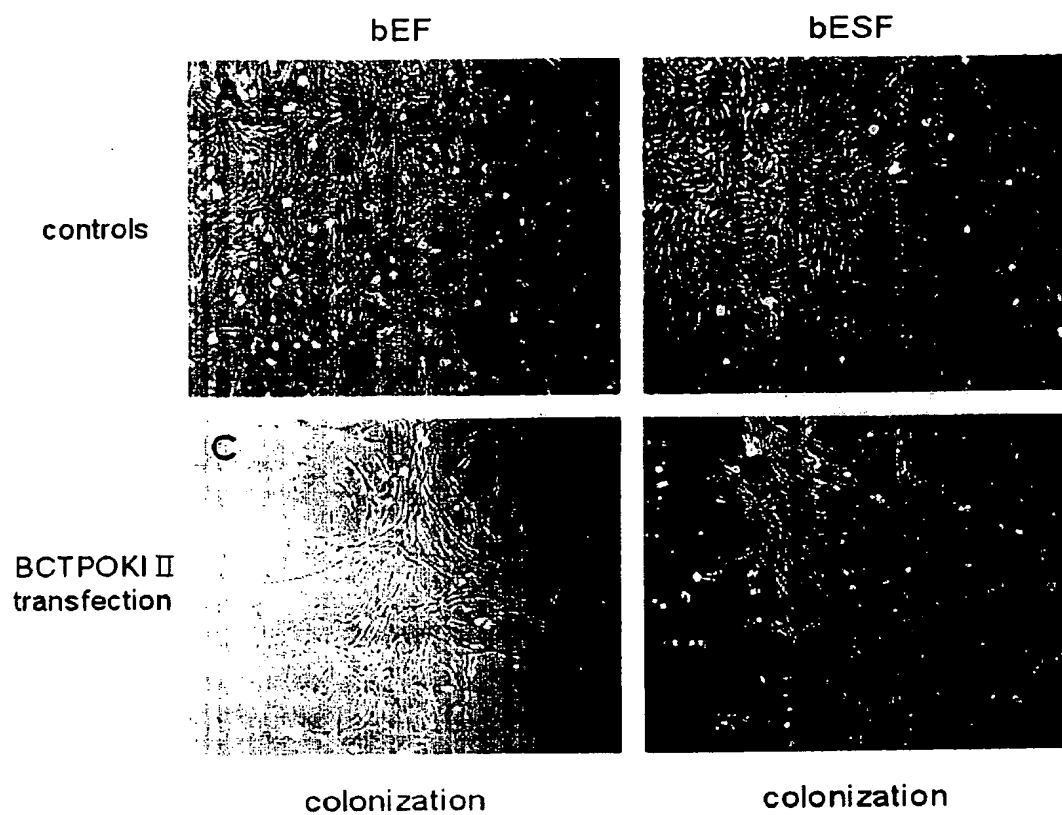 bEF
bESF
controls
C
BCTPOKI II
transfection
colonization
colonization